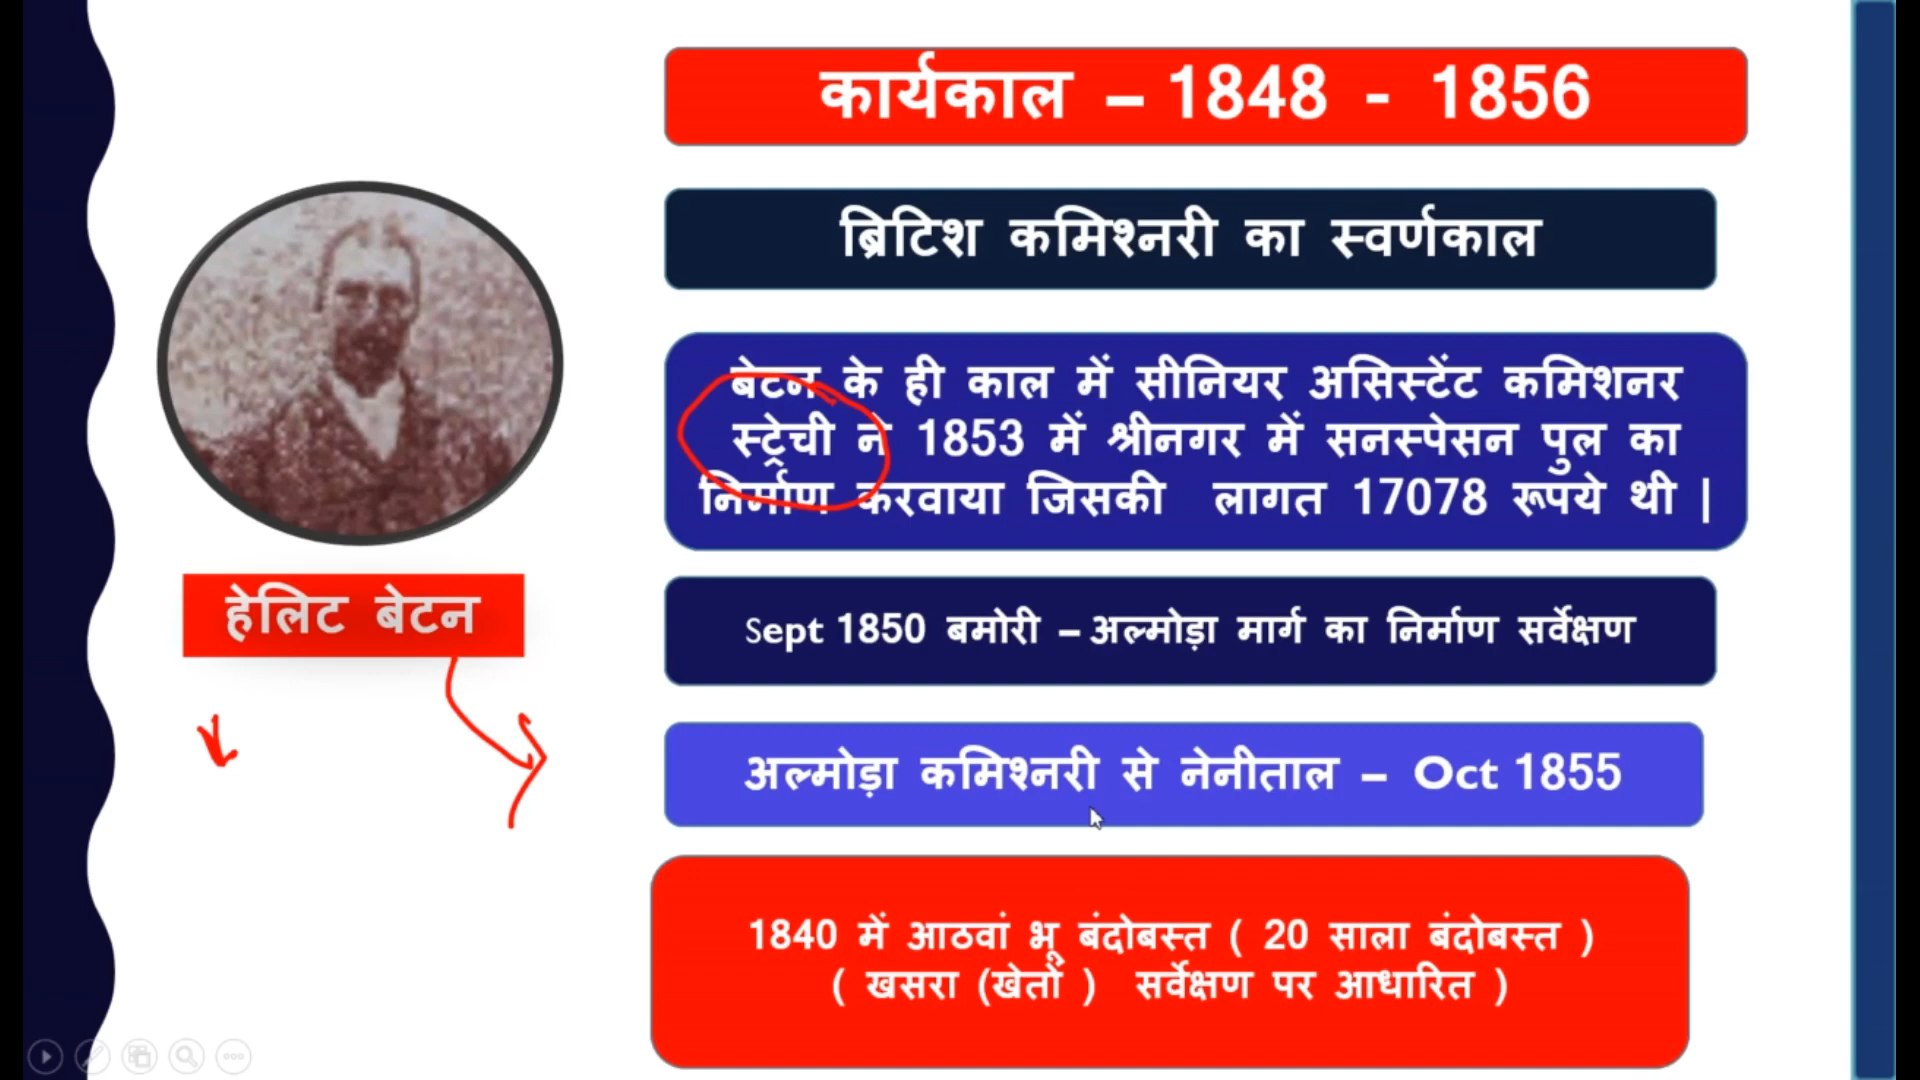 कार्यकाल – 1848 - 1856
ब्रिटिश कमिश्नरी का स्वर्णकाल
बेटन के ही काल में सीनियर असिस्टेंट कमिशनर
स्ट्रेची ने 1853 में श्रीनगर में सनस्पेसन पुल का
निर्माण करवाया जिसकी लागत 17078 रूपये थी |
हेलिट बेटन
Sept 1850 बमोरी – अल्मोड़ा मार्ग का निर्माण सर्वेक्षण
अल्मोड़ा कमिश्नरी से नेनीताल – Oct 1855
1840 में आठवां भू बंदोबस्त ( 20 साला बंदोबस्त )
( खसरा (खेतों ) सर्वेक्षण पर आधारित )